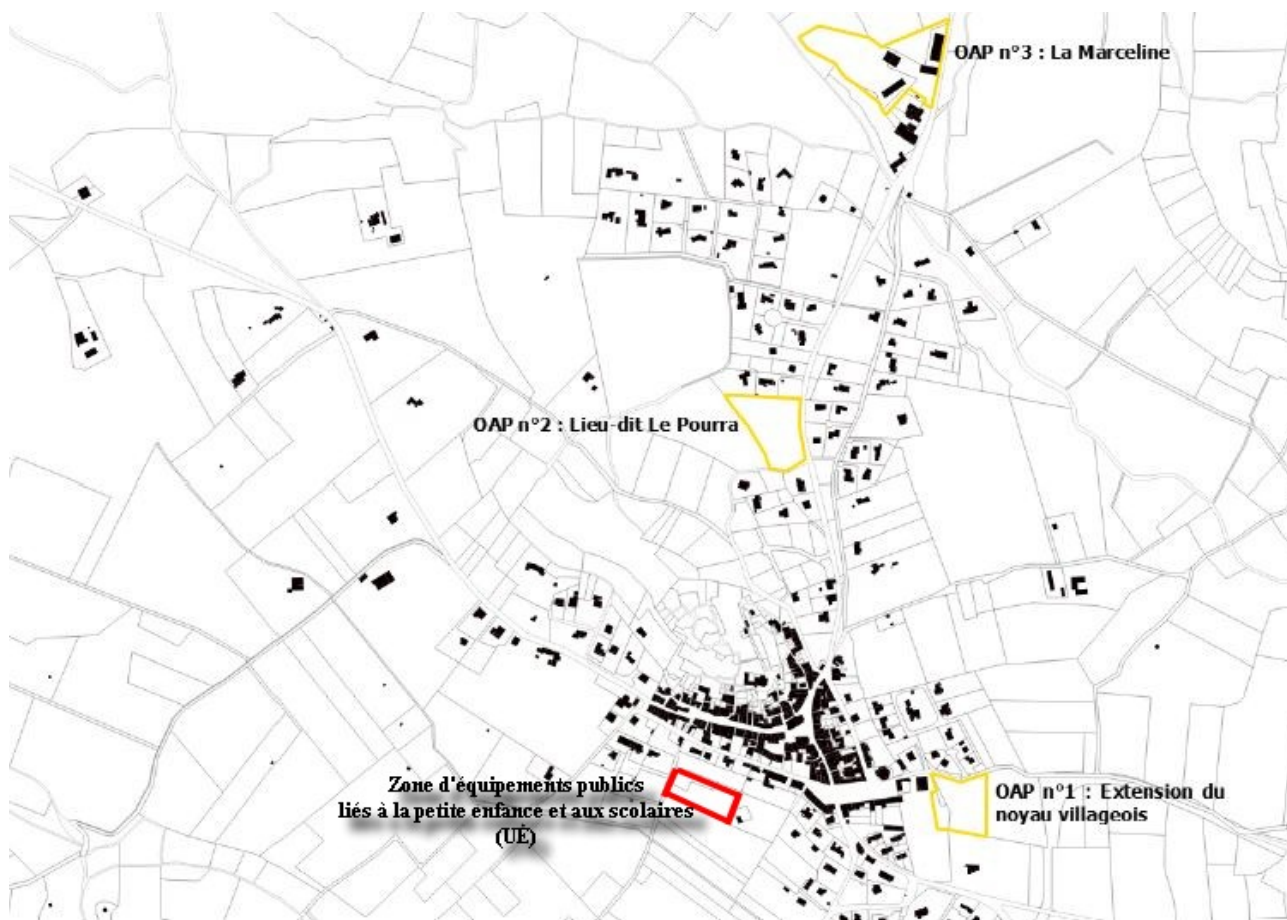 OAP n°3 : La Marceline
OAP n°2 : Lieu-dit Le Pourra
Zone d'équipements publics
liés à la petite enfance et aux scolaires
(UÉ)
OAP n°1 : Extension du
noyau villageois